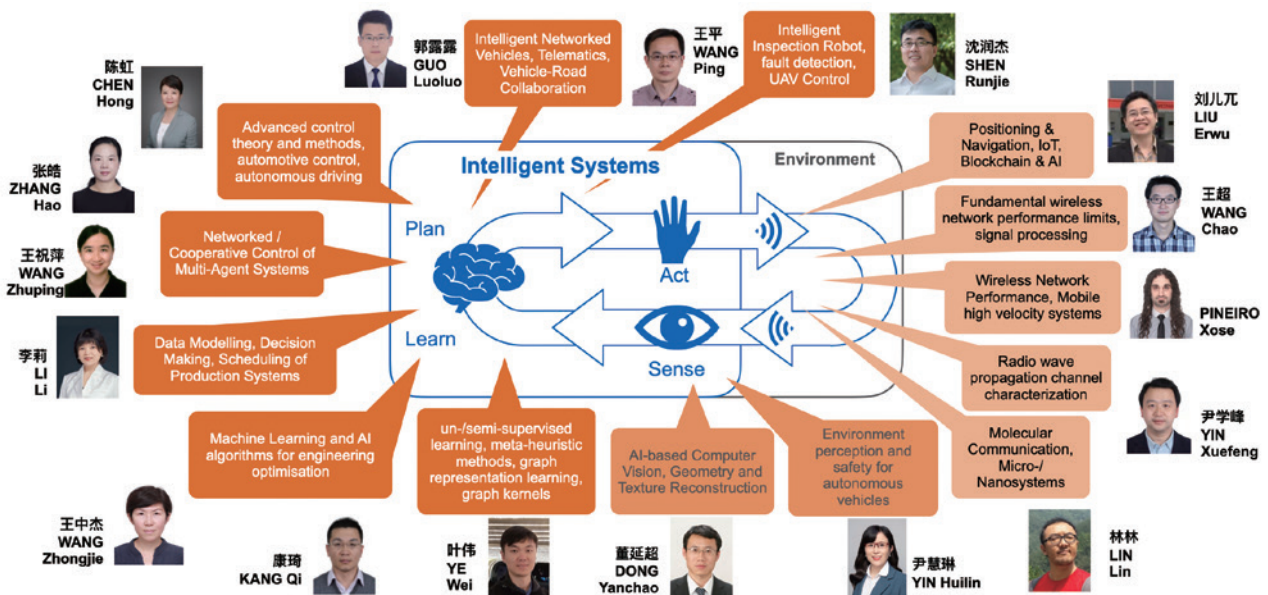 陈虹
CHEN
Hong
郭露露
GUO
Luoluo
Intelligent Networked
Vehicles, Telematics,
Vehicle-Road
Collaboration
王平
WANG
Ping
Intelligent
Inspection Robot,
fault detection,
UAV Control
沈润杰
SHEN
Runjie
刘儿兀
LIU
Erwu
张皓
ZHANG
Hao
Advanced control
theory and methods,
automotive control,
autonomous driving
Intelligent Systems
Environment
Positioning &
Navigation, IoT,
Blockchain & AI
王超
WANG
Chao
王祝萍
WANG
Zhuping
Networked /
Cooperative Control of
Multi-Agent Systems
Plan
Act
Fundamental wireless
network performance limits,
signal processing
Wireless Network
Performance, Mobile
high velocity systems
PINEIRO
Xose
李莉
LI
Li
Data Modelling, Decision
Making, Scheduling of
Production Systems
Learn
Sense
Radio wave
propagation channel
characterization
尹学峰
YIN
Xuefeng
Machine Learning and AI
algorithms for engineering
optimisation
un-/semi-supervised
learning, meta-heuristic
methods, graph
representation learning,
graph kernels
AI-based Computer
Vision, Geometry and
Texture Reconstruction
Environment
perception and
safety for
autonomous
vehicles
Molecular
Communication,
Micro-/
Nanosystems
王中杰
WANG
Zhongjie
康琦
KANG Qi
叶伟
YE
Wei
董延超
DONG
Yanchao
尹慧琳
YIN Huilin
林林
LIN
Lin